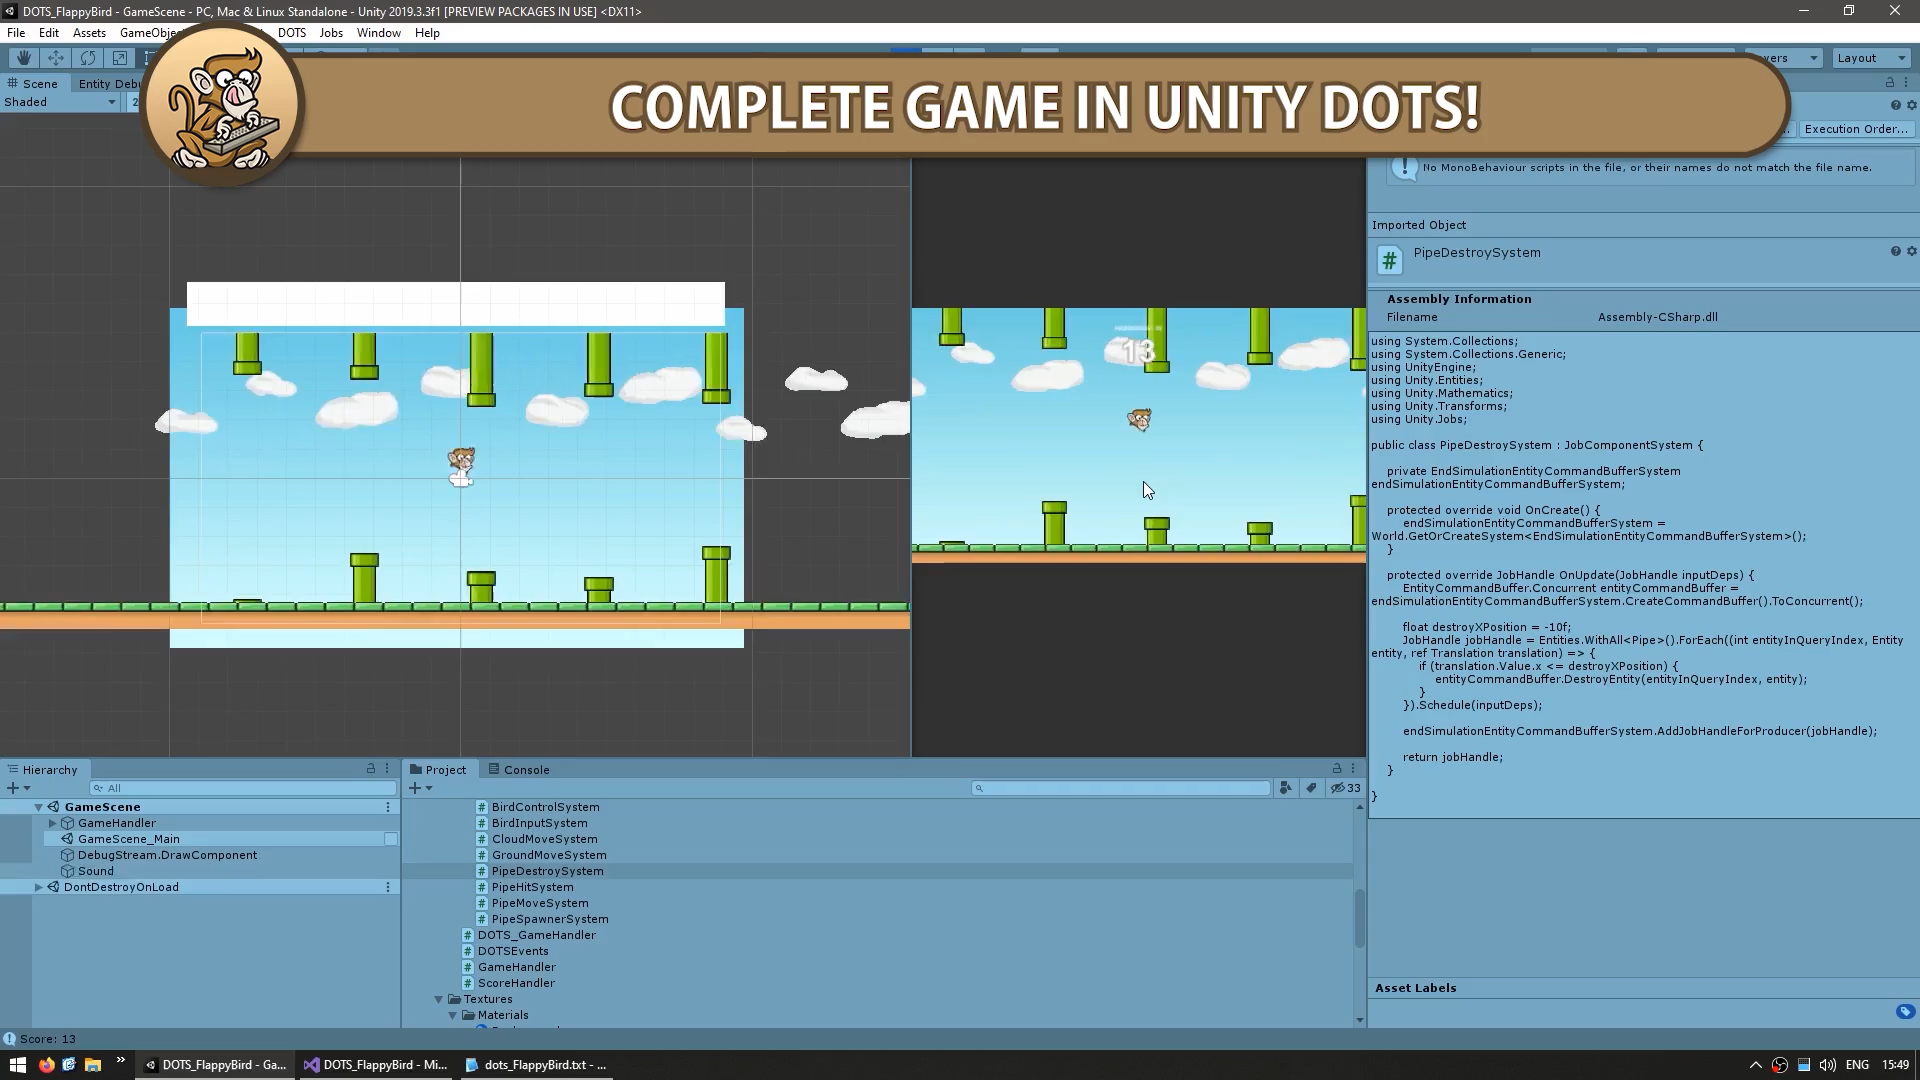 DOTS_FlappyBird - GameScene - PC, Mac & Linux Standalone - Unity 2019.3.3f1 [PREVIEW PACKAGES IN USE] <DX11>
File Edit Assets GameObje DOTS Jobs Window Help
COMPLETE GAME IN UNITY DOTS!
yers Layout
Scene Entity Deb
Shaded 2
Execution Order...
No MonoBehaviour scripts in the file, or their names do not match the file name.
Imported Object
PipeDestroySystem
Assembly Information
Filename Assembly-CSharp.dll
13
using System.Collections;
using System.Collections.Generic;
using UnityEngine;
using Unity.Entities;
using Unity.Mathematics;
using Unity.Transforms;
using Unity.Jobs;
public class PipeDestroySystem : JobComponentSystem {
private EndSimulationEntityCommandBufferSystem
endSimulationEntityCommandBufferSystem;
protected override void OnCreate() {
endSimulationEntityCommandBufferSystem =
World.GetOrCreateSystem<EndSimulationEntityCommandBufferSystem>();
}
protected override JobHandle OnUpdate(JobHandle inputDeps) {
EntityCommandBuffer.Concurrent entityCommandBuffer =
endSimulationEntityCommandBufferSystem.CreateCommandBuffer().ToConcurrent();
float destroyXPosition = -10f;
JobHandle jobHandle = Entities.WithAll<Pipe>().ForEach((int entityInQueryIndex, Entity
entity, ref Translation translation) => {
if (translation.Value.x <= destroyXPosition) {
entityCommandBuffer.DestroyEntity(entityInQueryIndex, entity);
}
}).Schedule(inputDeps);
endSimulationEntityCommandBufferSystem.AddJobHandleForProducer(jobHandle);
return jobHandle;
}
}
Asset Labels
Hierarchy
All
GameScene
GameHandler
GameScene_Main
DebugStream.DrawComponent
Sound
DontDestroyOnLoad
Project Console
33
BirdControlSystem
BirdInputSystem
CloudMoveSystem
GroundMoveSystem
PipeDestroySystem
PipeHitSystem
PipeMoveSystem
PipeSpawnerSystem
DOTS_GameHandler
DOTSEvents
GameHandler
ScoreHandler
Textures
Materials
Score: 13
DOTS_FlappyBird - Ga... DOTS_FlappyBird - Mi... dots_FlappyBird.txt - ... ENG 15:49